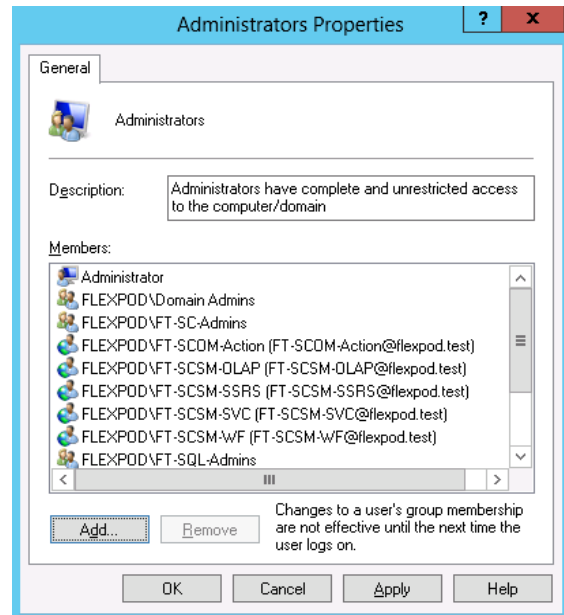 Administrators Properties
?
x
General
Administrators
Description:
Administrators have complete and unrestricted access
to the computer/domain
Members:
Administrator
FLEXPOD\Domain Admins
FLEXPOD\FT-SC-Admins
FLEXPOD\FT-SCOM-Action (FT-SCOM-Action@flexpod.test)
FLEXPOD\FT-SCSM-OLAP (FT-SCSM-OLAP@flexpod.test)
FLEXPOD\FT-SCSM-SSRS (FT-SCSM-SSRS@flexpod.test)
FLEXPOD\FT-SCSM-SVC (FT-SCSM-SVC@flexpod.test)
FLEXPOD\FT-SCSM-WF (FT-SCSM-WF@flexpod.test)
FLEXPOD\FT-SQL-Admins
Add...
Remove
Changes to a user's group membership
are not effective until the next time the
user logs on.
OK
Cancel
Apply
Help